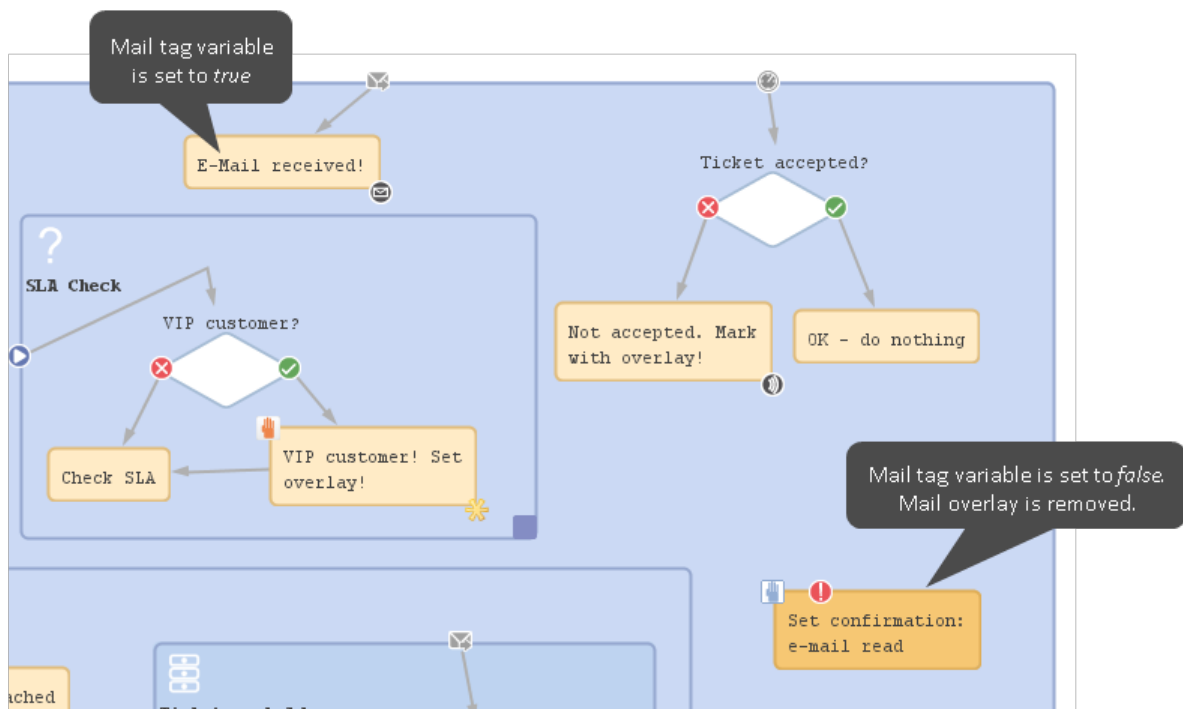 Mail tag variable
is set to true
E-Mail received!
Ticket accepted?
SLA Check
VIP customer?
Not accepted. Mark
with overlay!
OK - do nothing
Check SLA
VIP customer! Set
overlay!
Mail tag variable is set to false.
Mail overlay is removed.
Set confirmation:
e-mail read
ached